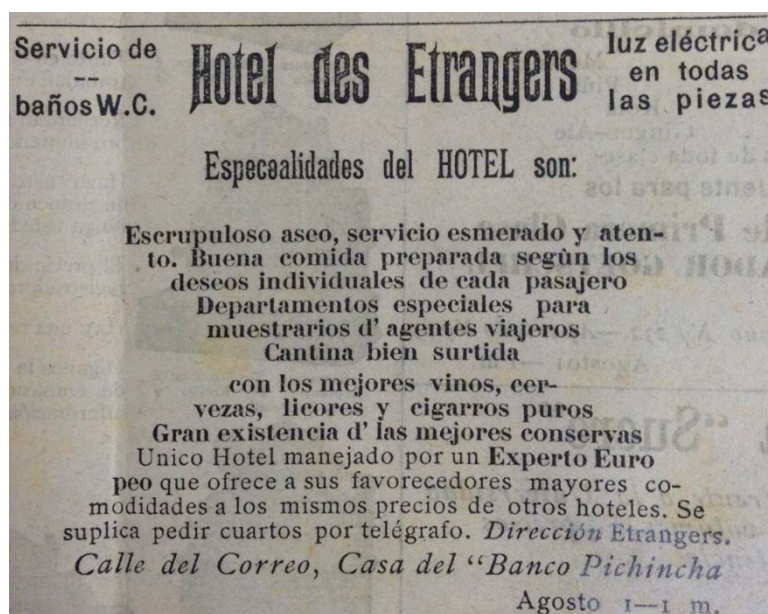 Servicio de
--
baños W.C.
Hotel des Etrangers
luz eléctrica
en todas
las piezas
Especealidades del HOTEL son:
Escrupuloso aseo, servicio esmerado y aten-
to. Buena comida preparada según los
deseos individuales de cada pasajero
Departamentos especiales para
muestrarios d' agentes viajeros
Cantina bien surtida
con los mejores vinos, cer-
vezas, licores y cigarros puros
Gran existencia d' las mejores conservas
Unico Hotel manejado por un Experto Euro
peo que ofrece a sus favorecedores mayores co-
modidades a los mismos precios de otros hoteles. Se
suplica pedir cuartos por telégrafo. Dirección Etrangers.
Calle del Correo, Casa del "Banco Pichincha
Agosto 1—1 m.